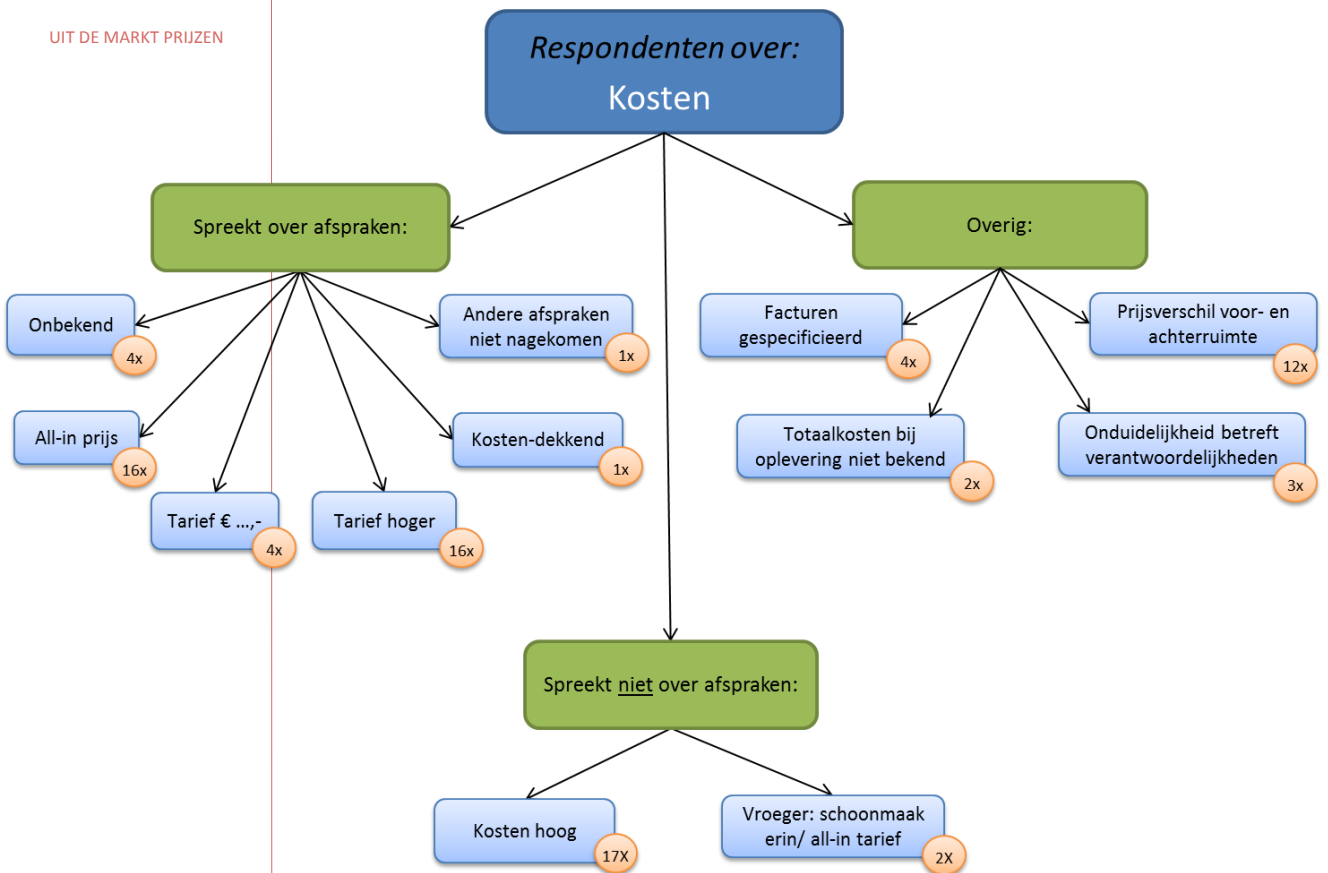 UIT DE MARKT PRIJZEN
Respondenten over:
Kosten
Spreekt over afspraken:
Overig:
Onbekend
4x
Andere afspraken
niet nagekomen
1x
Facturen
gespecificieerd
4x
Prijsverschil voor- en
achterruimte
12x
All-in prijs
16x
Kosten-dekkend
1x
Totaalkosten bij
oplevering niet bekend
2x
Onduidelijkheid betreft
verantwoordelijkheden
3x
Tarief € ...,-
4x
Tarief hoger
16x
Spreekt niet over afspraken:
Kosten hoog
17X
Vroeger: schoonmaak
erin/ all-in tarief
2X